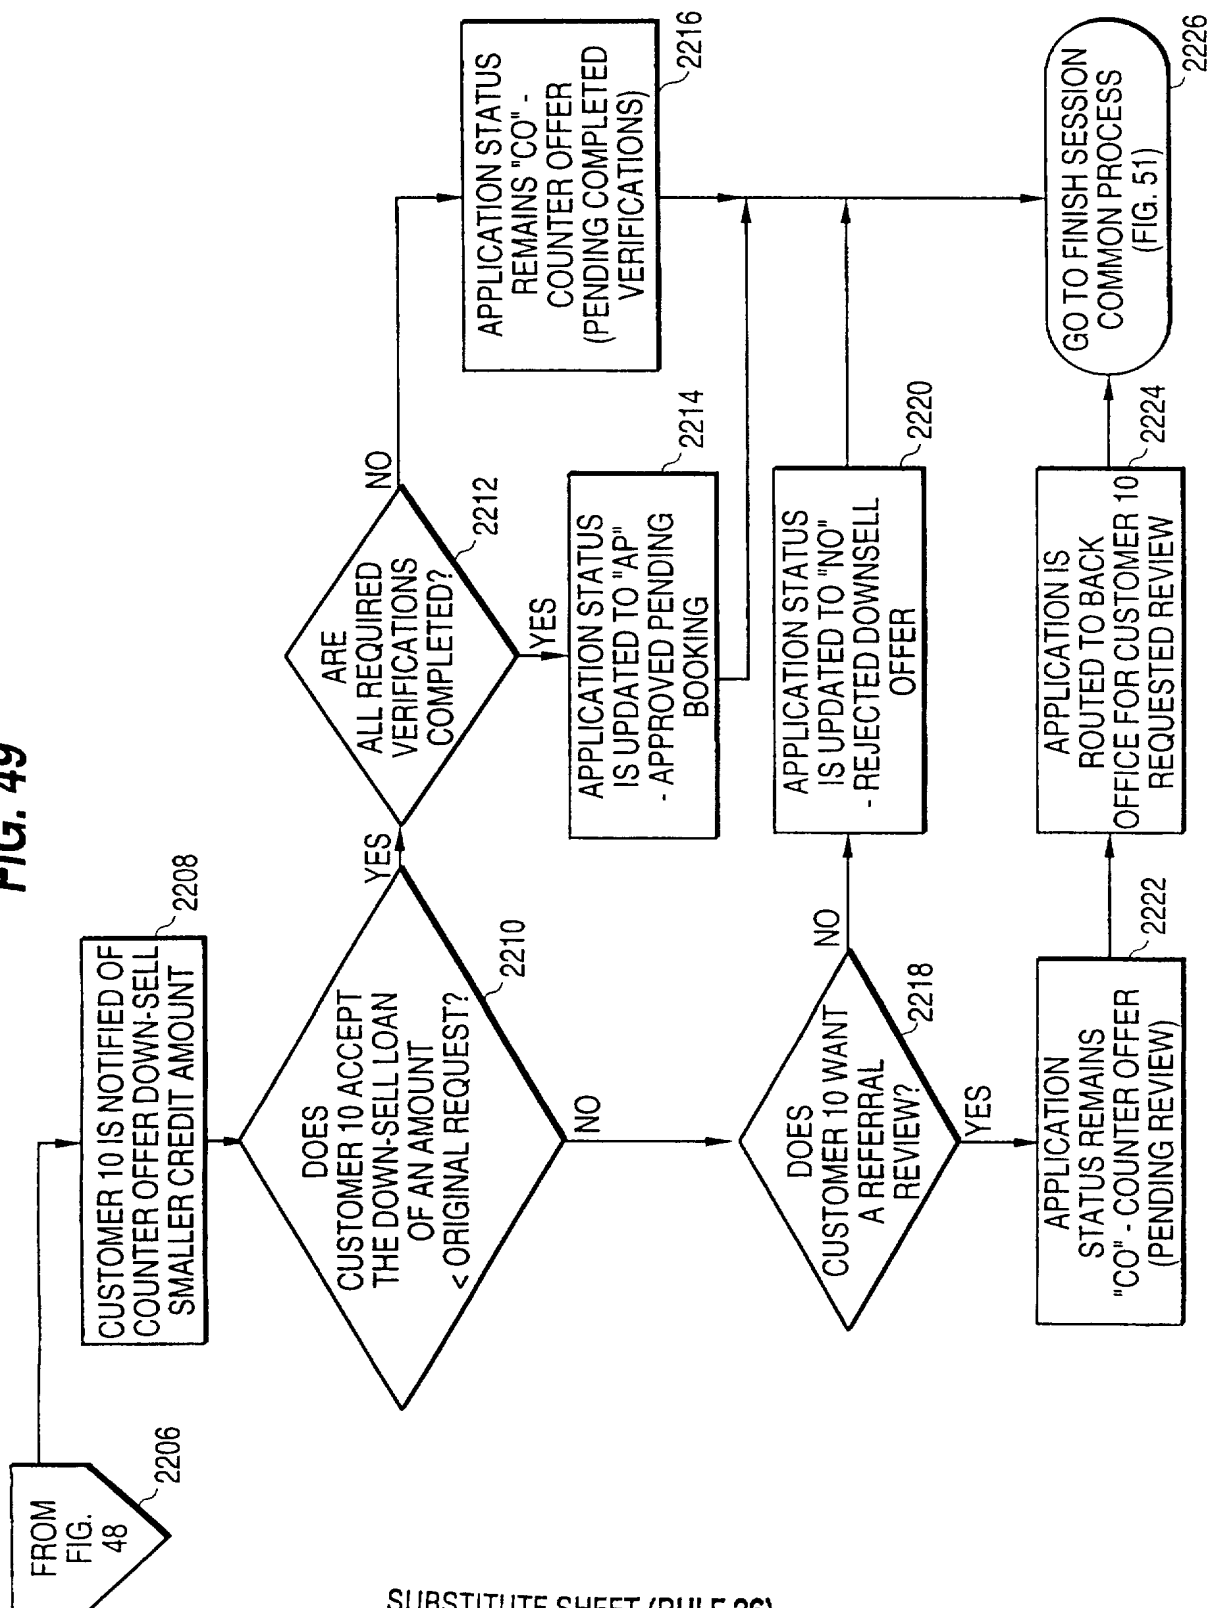 FIG. 49
FROM
FIG.
48
2206
CUSTOMER 10 IS NOTIFIED OF
COUNTER OFFER DOWN-SELL
SMALLER CREDIT AMOUNT
2208
DOES
CUSTOMER 10 ACCEPT
THE DOWN-SELL LOAN
OF AN AMOUNT
< ORIGINAL REQUEST?
2210
YES
NO
ARE
ALL REQUIRED
VERIFICATIONS
COMPLETED?
2212
NO
YES
APPLICATION STATUS
IS UPDATED TO "AP"
- APPROVED PENDING
BOOKING
2214
APPLICATION STATUS
REMAINS "CO" -
COUNTER OFFER
(PENDING COMPLETED
VERIFICATIONS)
2216
DOES
CUSTOMER 10 WANT
A REFERRAL
REVIEW?
2218
NO
YES
APPLICATION STATUS
IS UPDATED TO "NO"
- REJECTED DOWNSELL
OFFER
2220
APPLICATION
STATUS REMAINS
"CO" - COUNTER OFFER
(PENDING REVIEW)
2222
APPLICATION IS
ROUTED TO BACK
OFFICE FOR CUSTOMER 10
REQUESTED REVIEW
2224
GO TO FINISH SESSION
COMMON PROCESS
(FIG. 51)
2226
SUBSTITUTE SHEET (RULE 26)